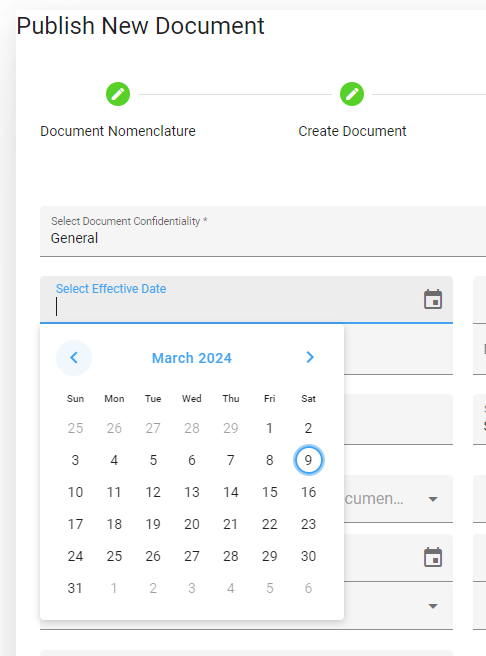 Publish New Document
Document Nomenclature
Create Document
Select Document Confidentiality *
General
Select Effective Date
March 2024
Sun Mon Tue Wed Thu Fri Sat
25 26 27 28 29 1 2
3 4 5 6 7 8 9
10 11 12 13 14 15 16
17 18 19 20 21 22 23
24 25 26 27 28 29 30
31 1 2 3 4 5 6
cumen...